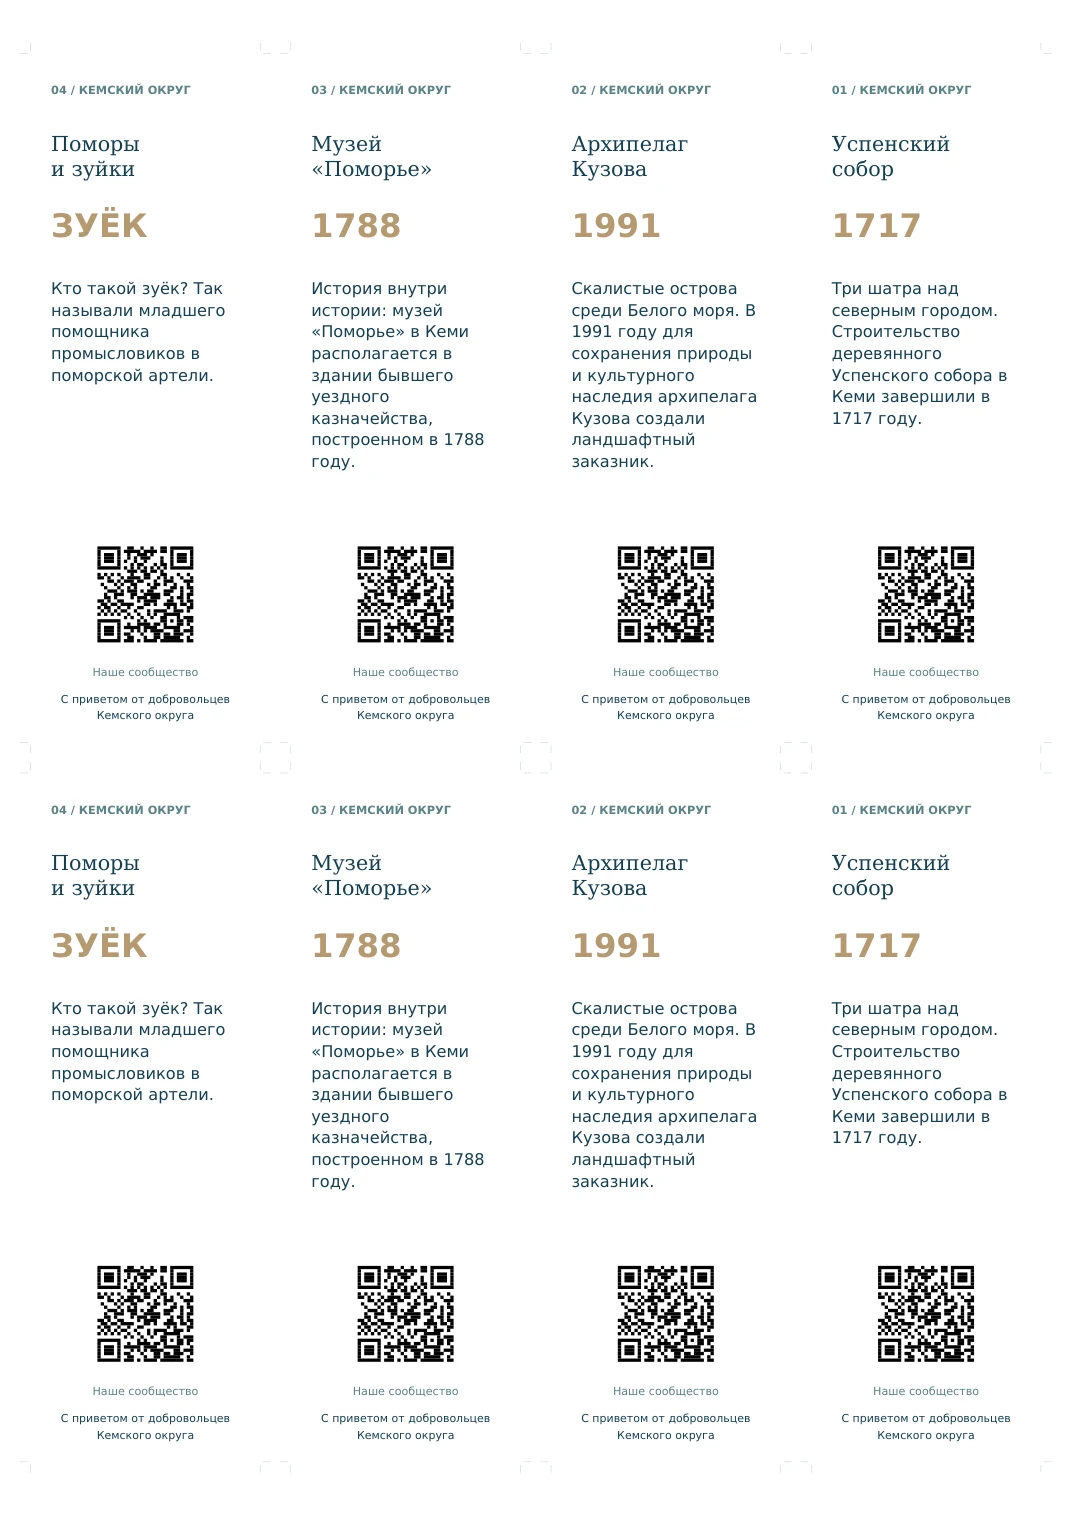 04 / КЕМСКИЙ ОКРУГ
Поморы
и зуйки
ЗУЁК
Кто такой зуёк? Так
называли младшего
помощника
промысловиков в
поморской артели.
Наше сообщество
С приветом от добровольцев
Кемского округа
03 / КЕМСКИЙ ОКРУГ
Музей
«Поморье»
1788
История внутри
истории: музей
«Поморье» в Кеми
располагается в
здании бывшего
уездного
казначейства,
построенном в 1788
году.
Наше сообщество
С приветом от добровольцев
Кемского округа
02 / КЕМСКИЙ ОКРУГ
Архипелаг
Кузова
1991
Скалистые острова
среди Белого моря. В
1991 году для
сохранения природы
и культурного
наследия архипелага
Кузова создали
ландшафтный
заказник.
Наше сообщество
С приветом от добровольцев
Кемского округа
01 / КЕМСКИЙ ОКРУГ
Успенский
собор
1717
Три шатра над
северным городом.
Строительство
деревянного
Успенского собора в
Кеми завершили в
1717 году.
Наше сообщество
С приветом от добровольцев
Кемского округа
04 / КЕМСКИЙ ОКРУГ
Поморы
и зуйки
ЗУЁК
Кто такой зуёк? Так
называли младшего
помощника
промысловиков в
поморской артели.
Наше сообщество
С приветом от добровольцев
Кемского округа
03 / КЕМСКИЙ ОКРУГ
Музей
«Поморье»
1788
История внутри
истории: музей
«Поморье» в Кеми
располагается в
здании бывшего
уездного
казначейства,
построенном в 1788
году.
Наше сообщество
С приветом от добровольцев
Кемского округа
02 / КЕМСКИЙ ОКРУГ
Архипелаг
Кузова
1991
Скалистые острова
среди Белого моря. В
1991 году для
сохранения природы
и культурного
наследия архипелага
Кузова создали
ландшафтный
заказник.
Наше сообщество
С приветом от добровольцев
Кемского округа
01 / КЕМСКИЙ ОКРУГ
Успенский
собор
1717
Три шатра над
северным городом.
Строительство
деревянного
Успенского собора в
Кеми завершили в
1717 году.
Наше сообщество
С приветом от добровольцев
Кемского округа